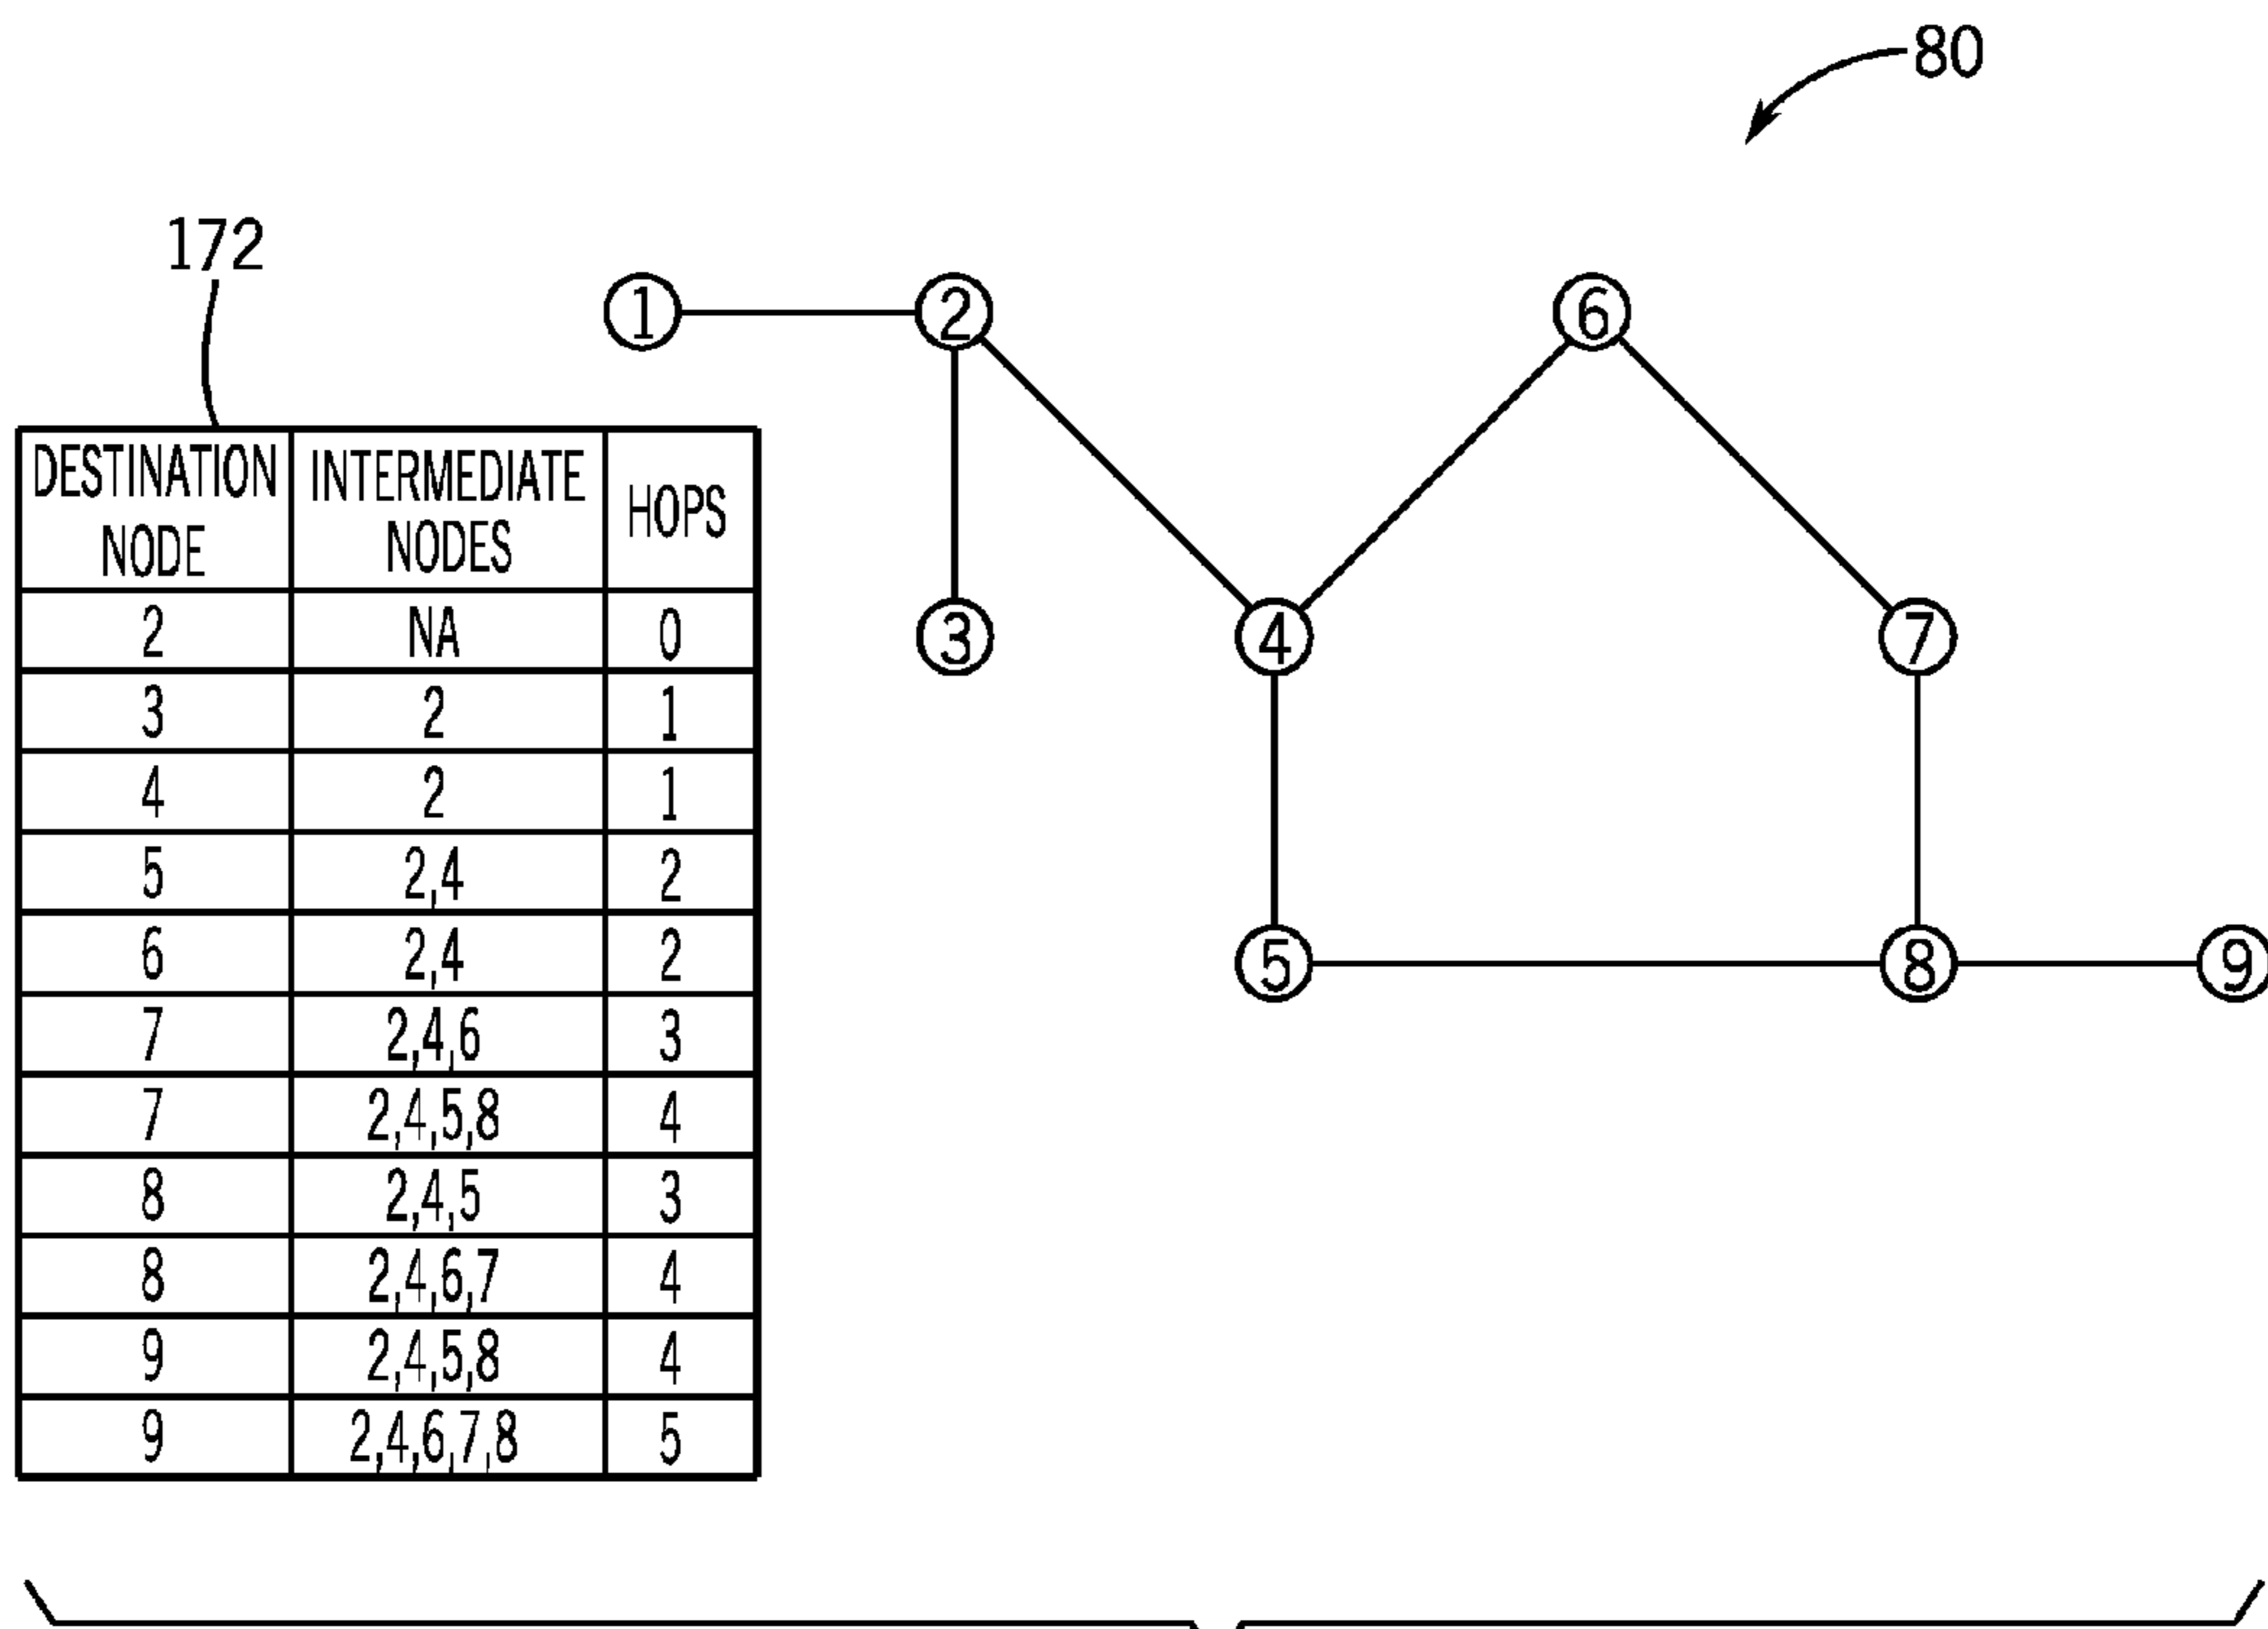 80
172
1
2
6
3
4
7
5
8
9
DESTINATION NODE INTERMEDIATE NODES HOPS
2 NA 0
3 2 1
4 2 1
5 2,4 2
6 2,4 2
7 2,4,6 3
7 2,4,5,8 4
8 2,4,5 3
8 2,4,6,7 4
9 2,4,5,8 4
9 2,4,6,7,8 5